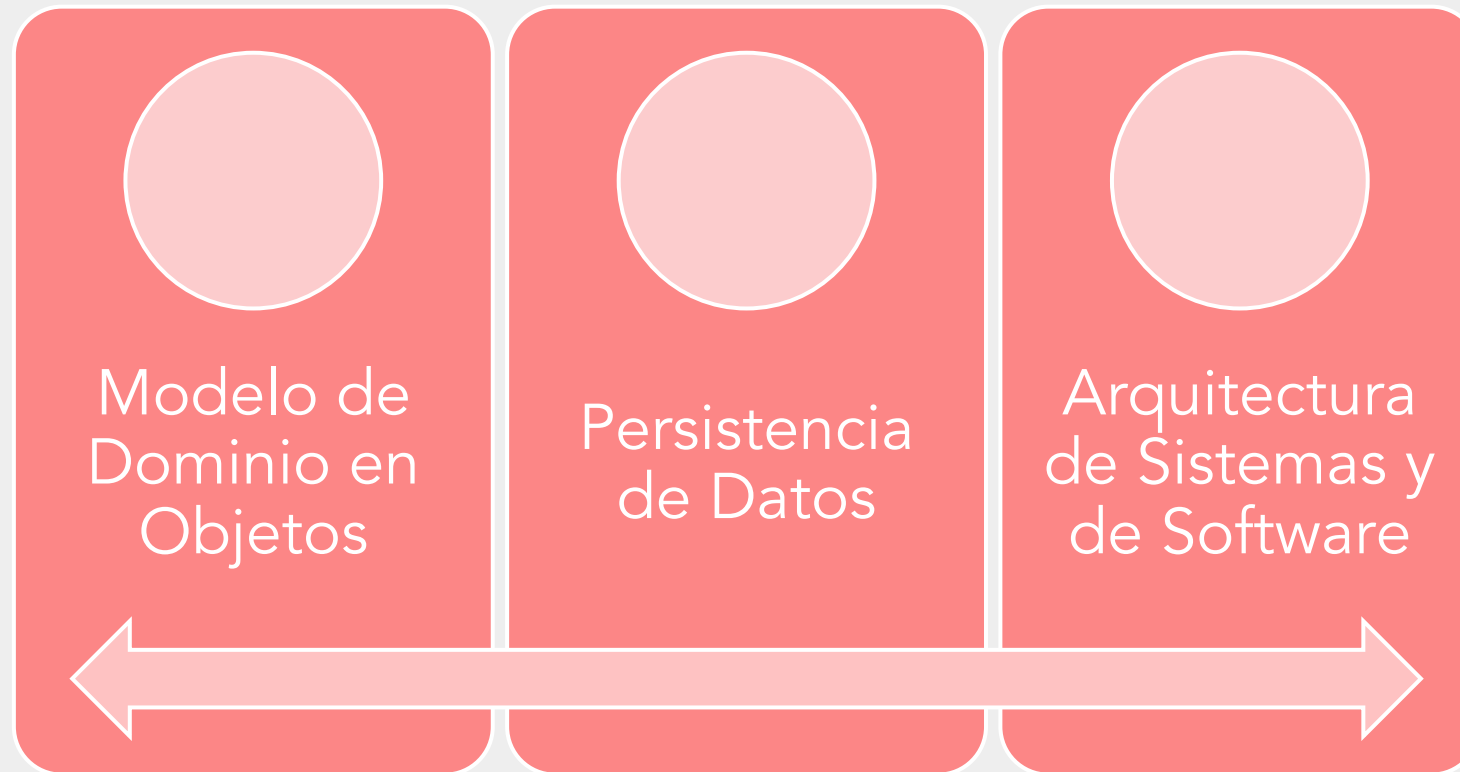 Modelo de
Dominio en
Objetos
Persistencia
de Datos
Arquitectura
de Sistemas y
de Software